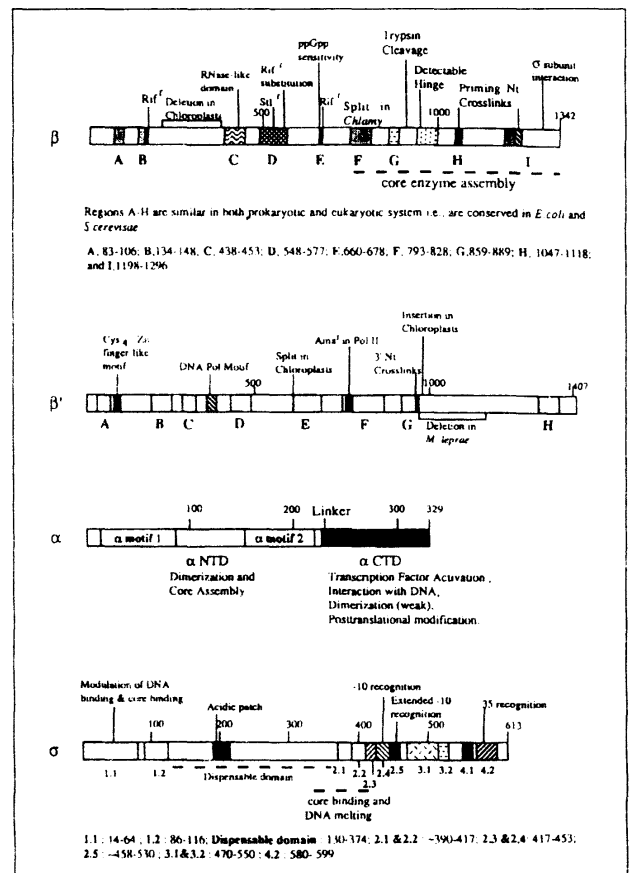 ppGpp
sensitivity
Trypsin
Cleavage
RNase-like
domain
Rif r
substitution
Detectable
Hinge
σ subunit
interaction
Rif r
Deletion in
Chloroplasts
500
Stl r
Rif r
Split in
Chlamy
1000
Priming Nt
Crosslinks
1342
β
A B C D E F G H I
core enzyme assembly
Regions A-H are similar in both prokaryotic and eukaryotic system i.e., are conserved in E coli and
S cerevisae
A, 83-106; B,134-148, C, 438-453; D, 548-577; E,660-678, F, 793-828; G,859-889; H, 1047-1118;
and I,1198-1296
Insertion in
Chloroplasts
Cys 4 Zn
finger like
motif
DNA Pol Motif
500
Split in
Chloroplasts
Ama r in Pol II
3' Nt
Crosslinks
1000
1407
β'
A B C D E F G H
Deletion in
M leprae
100 200 Linker 300 329
α
α motif 1 α motif 2
α NTD
Dimerization and
Core Assembly
α CTD
Transcription Factor Activation,
Interaction with DNA,
Dimerization (weak),
Posttranslational modification.
Modulation of DNA
binding & core binding
Acidic patch
-10 recognition
Extended -10
recognition
35 recognition
100 200 300 400 500 613
σ
1.1 1.2 Dispensable domain 2.1 2.2 2.3 2.4 2.5 3.1 3.2 4.1 4.2
core binding and
DNA melting
1.1 : 14-64, 1.2 : 86-116; Dispensable domain : 130-374; 2.1 &2.2 : ~390-417; 2.3 &2.4: 417-453;
2.5 : ~458-530 ; 3.1&3.2 : 470-550 : 4.2 : 580- 599